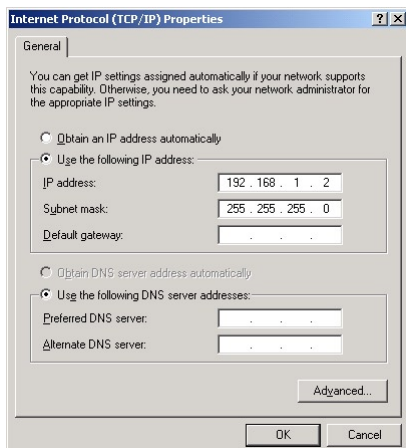 Internet Protocol (TCP/IP) Properties
General
You can get IP settings assigned automatically if your network supports
this capability. Otherwise, you need to ask your network administrator for
the appropriate IP settings.
Obtain an IP address automatically
Use the following IP address:
IP address: 192 . 168 . 1 . 2
Subnet mask: 255 . 255 . 255 . 0
Default gateway: . . .
Obtain DNS server address automatically
Use the following DNS server addresses:
Preferred DNS server: . . .
Alternate DNS server: . . .
Advanced...
OK Cancel